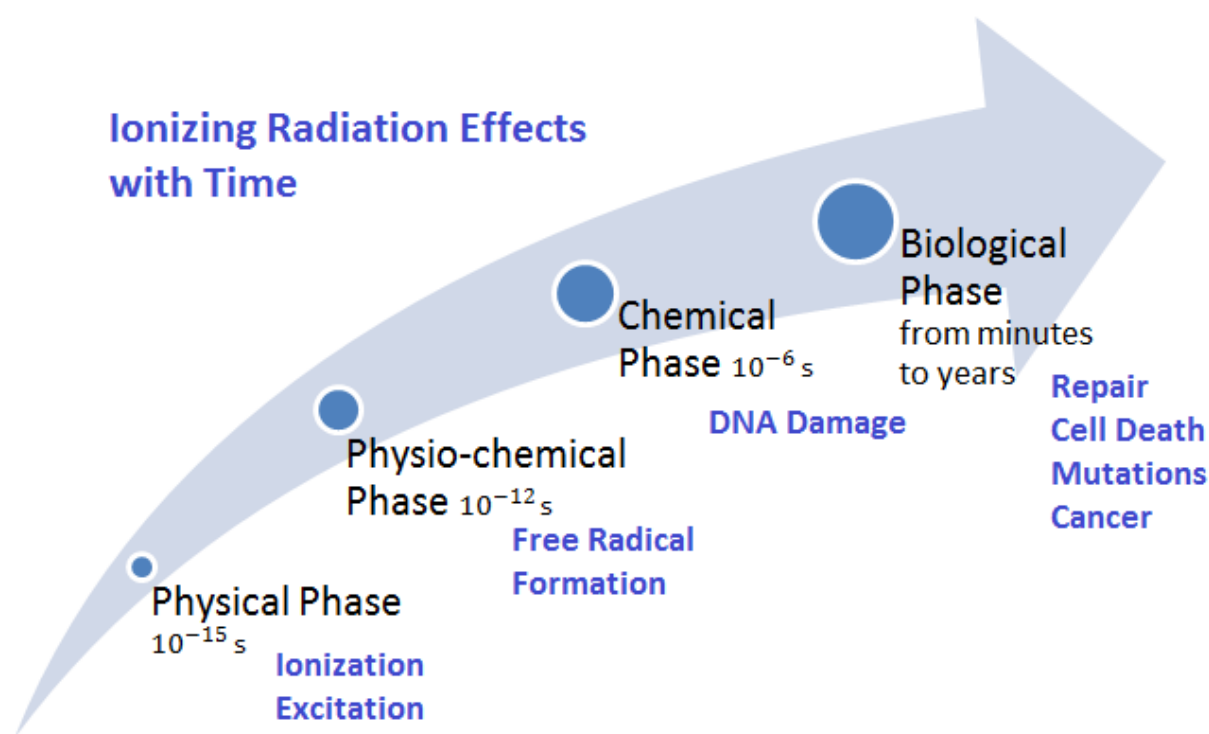 Ionizing Radiation Effects
with Time
Physical Phase
10⁻¹⁵ s
Ionization
Excitation
Physio-chemical
Phase 10⁻¹² s
Free Radical
Formation
Chemical
Phase 10⁻⁶ s
DNA Damage
Biological
Phase
from minutes
to years
Repair
Cell Death
Mutations
Cancer